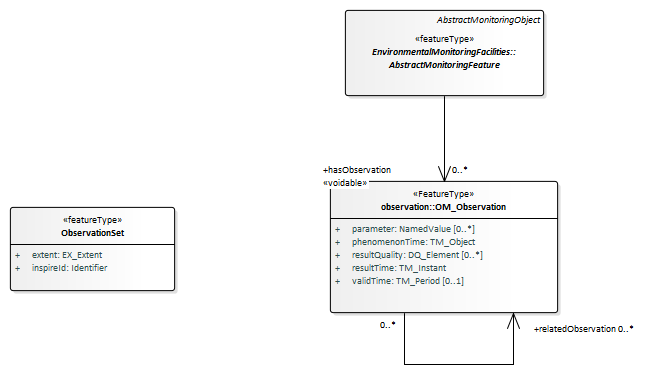 AbstractMonitoringObject
«featureType»
EnvironmentalMonitoringFacilities::
AbstractMonitoringFeature
+hasObservation
0..*
«voidable»
«FeatureType»
observation::OM_Observation
+ parameter: NamedValue [0..*]
+ phenomenonTime: TM_Object
+ resultQuality: DQ_Element [0..*]
+ resultTime: TM_Instant
+ validTime: TM_Period [0..1]
«featureType»
ObservationSet
+ extent: EX_Extent
+ inspireId: Identifier
0..*
+relatedObservation 0..*